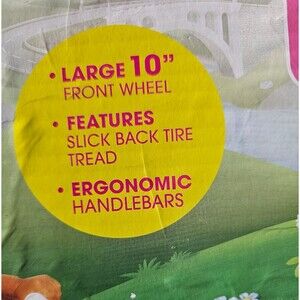 • LARGE 10”
FRONT WHEEL
• FEATURES
SLICK BACK TIRE
TREAD
• ERGONOMIC
HANDLEBARS